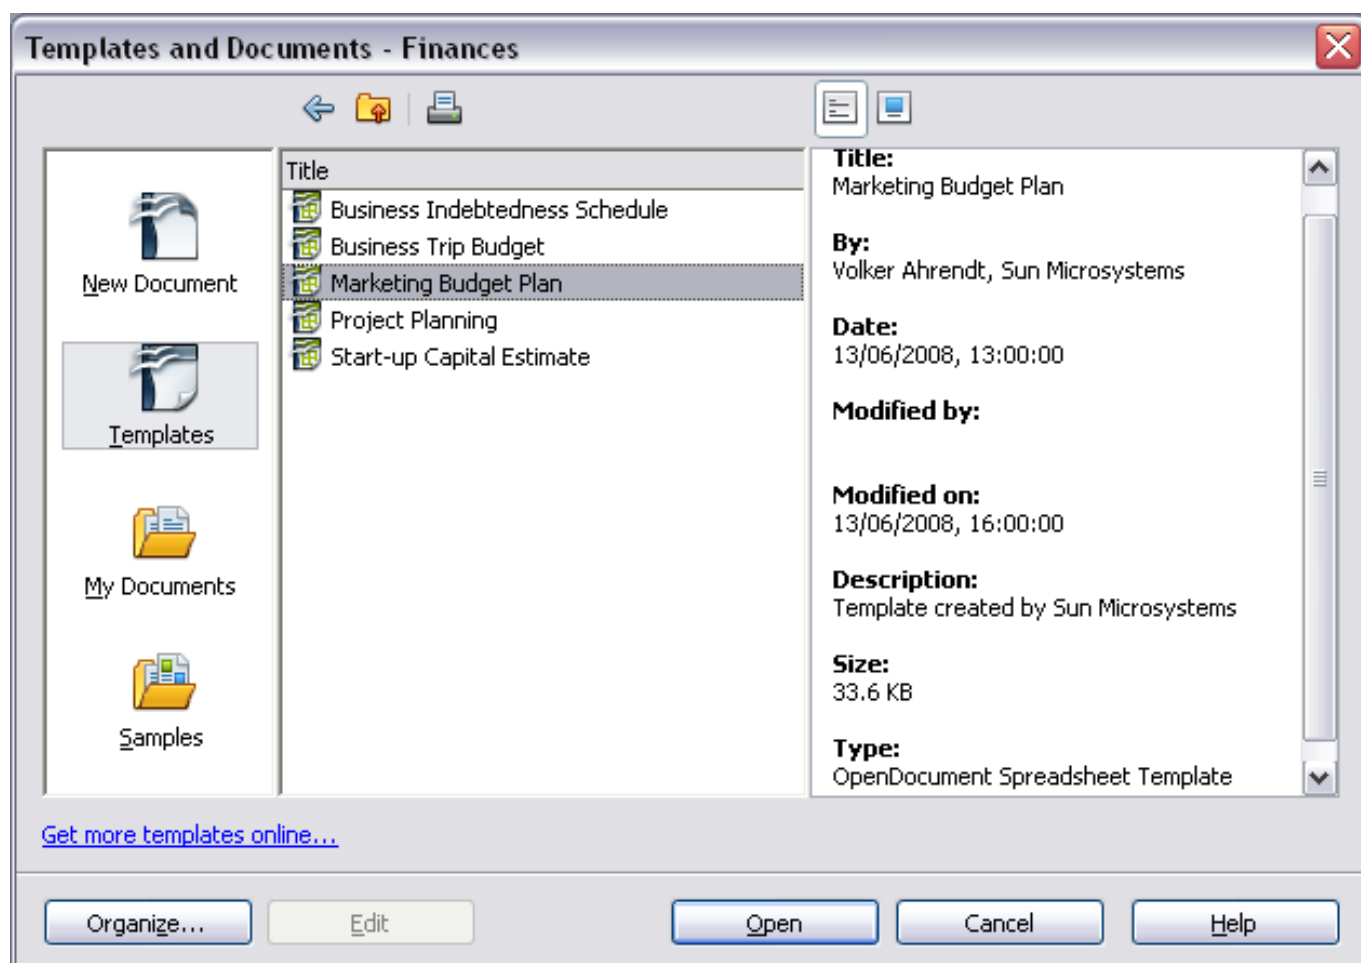 Templates and Documents - Finances
New Document
Templates
My Documents
Samples
Title
Business Indebtedness Schedule
Business Trip Budget
Marketing Budget Plan
Project Planning
Start-up Capital Estimate
Title:
Marketing Budget Plan
By:
Volker Ahrendt, Sun Microsystems
Date:
13/06/2008, 13:00:00
Modified by:
Modified on:
13/06/2008, 16:00:00
Description:
Template created by Sun Microsystems
Size:
33.6 KB
Type:
OpenDocument Spreadsheet Template
Get more templates online...
Organize...
Edit
Open
Cancel
Help